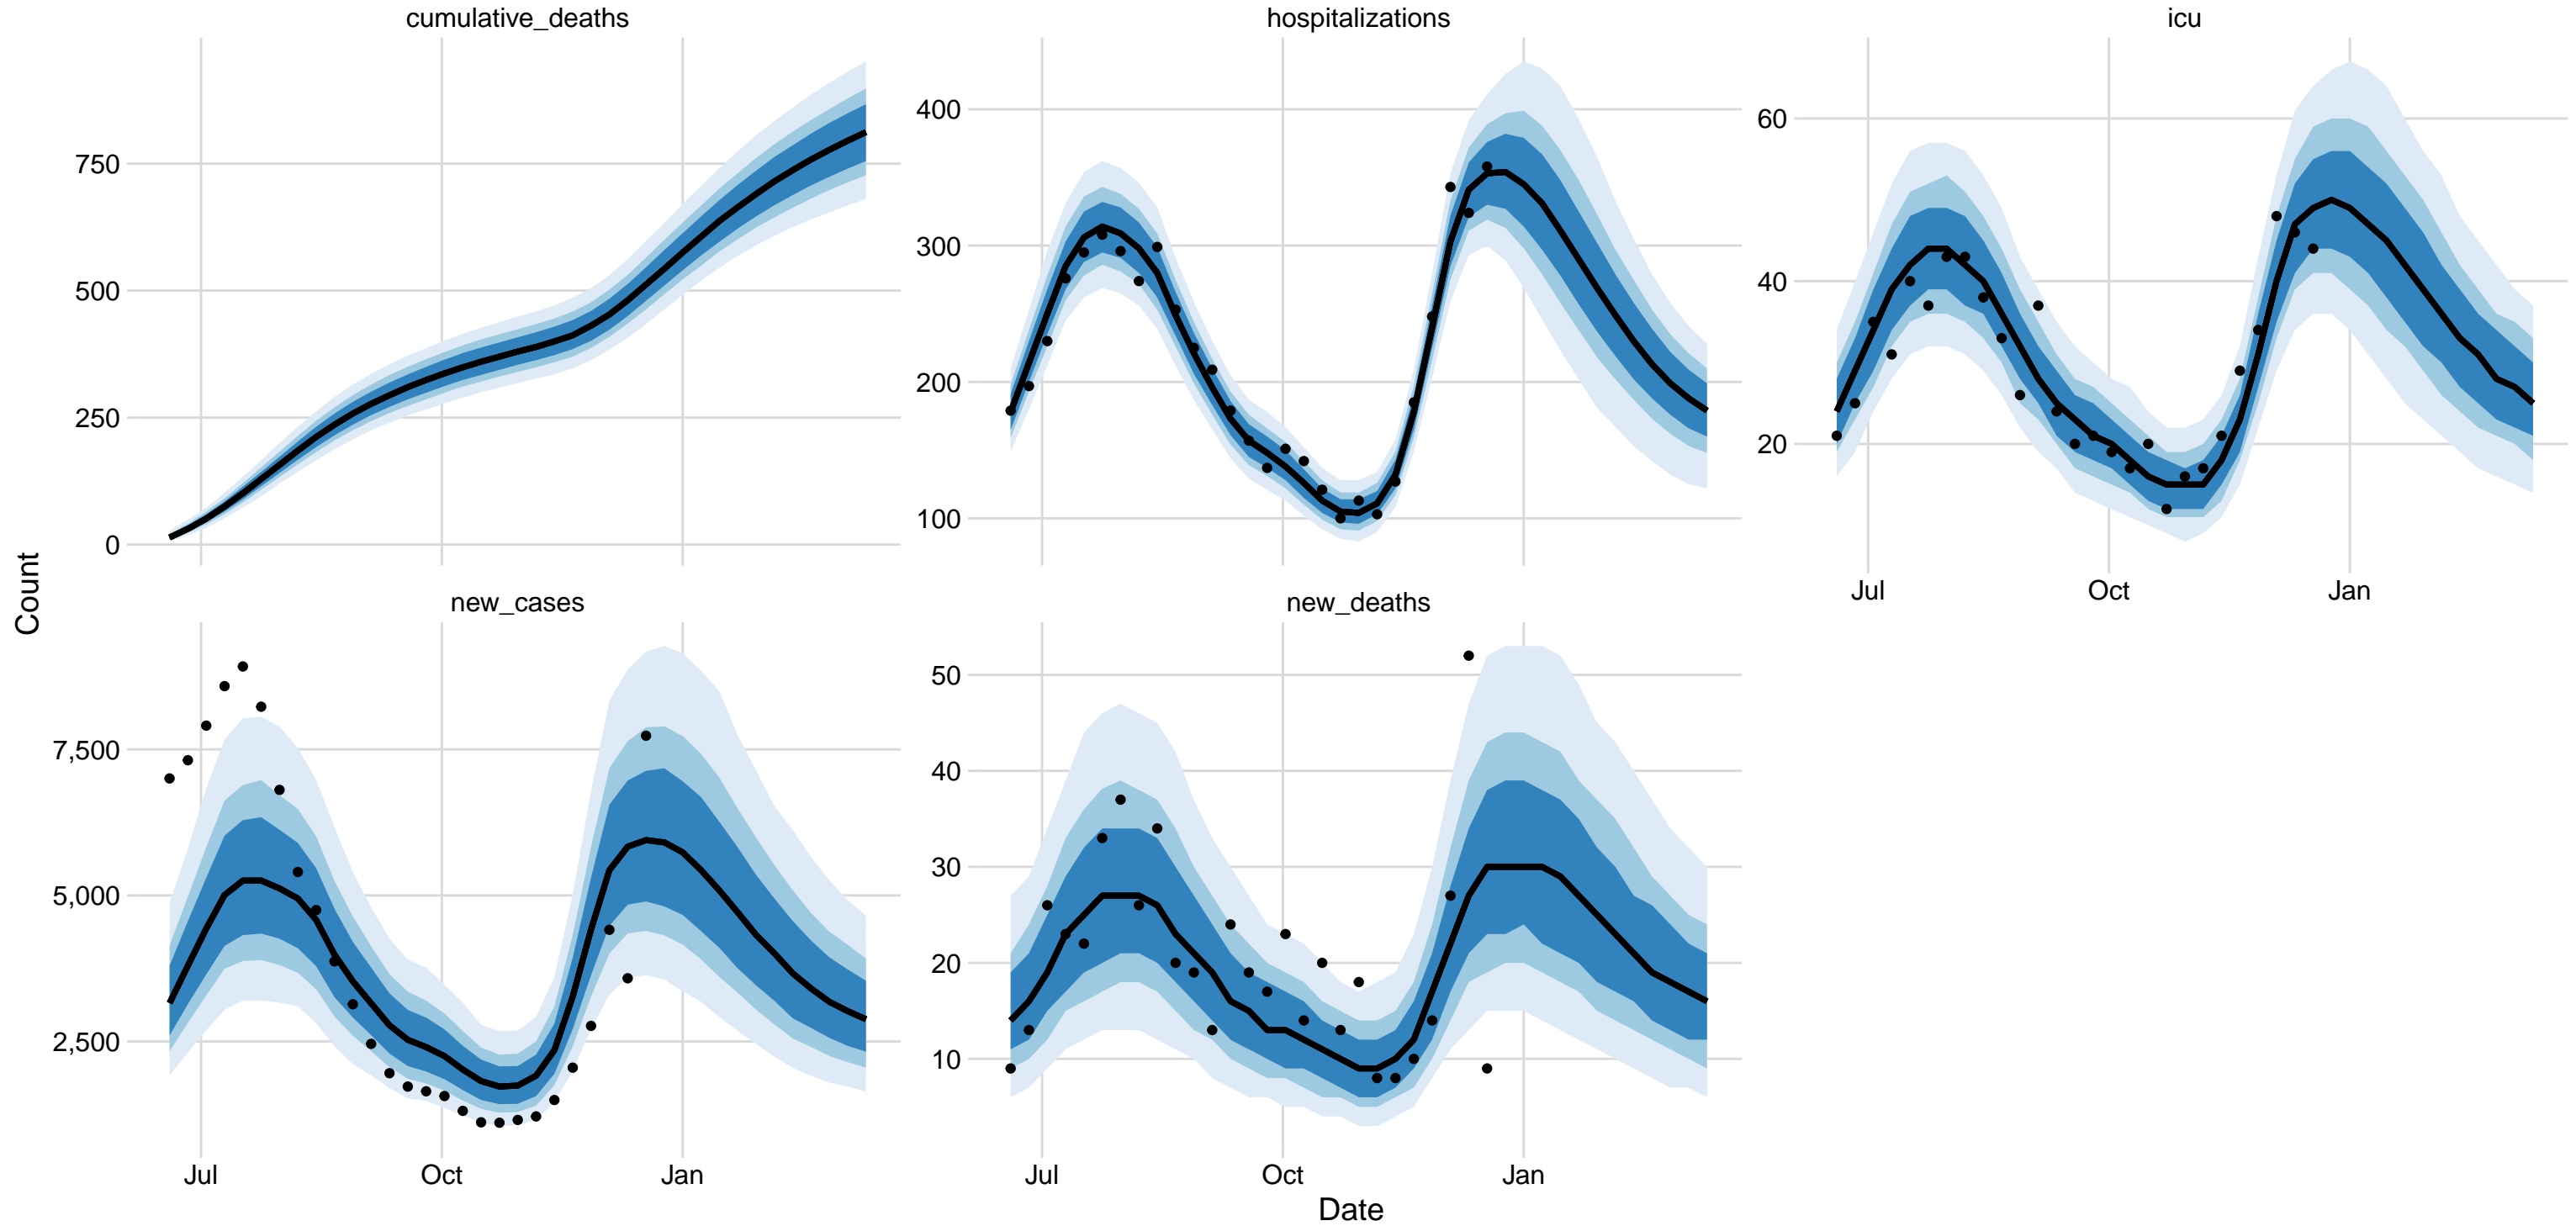 cumulative_deaths
hospitalizations
icu
750
500
250
0
400
300
200
100
60
40
20
Jul
Oct
Jan
Count
new_cases
new_deaths
7,500
5,000
2,500
50
40
30
20
10
Jul
Oct
Jan
Jul
Oct
Jan
Date